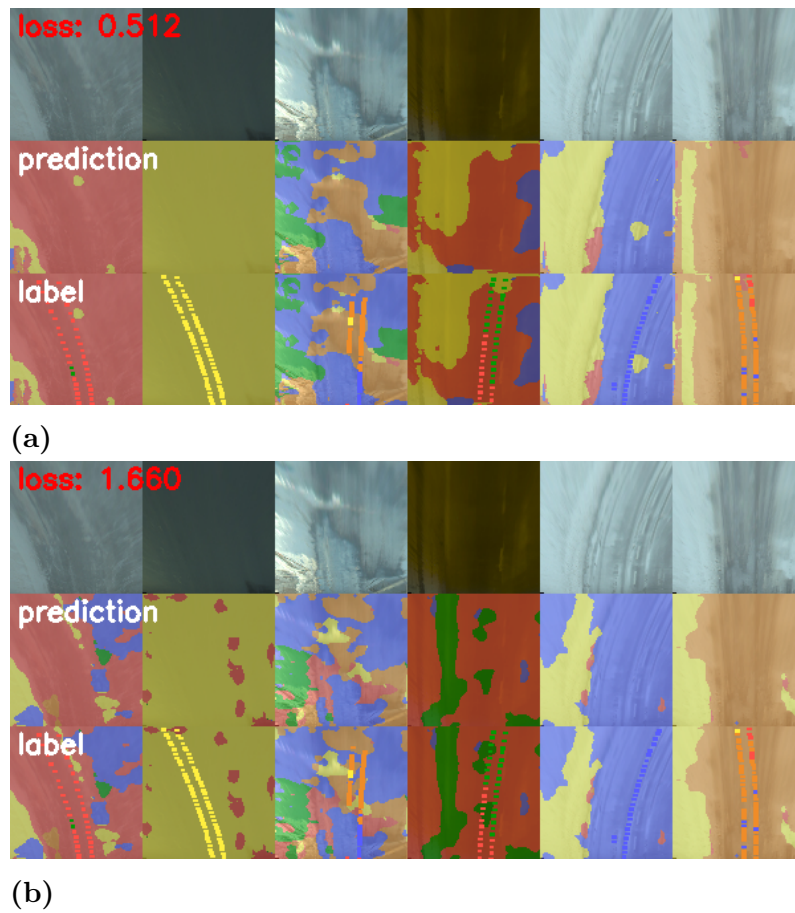 loss: 0.512
prediction
label
(a)
loss: 1.660
prediction
label
(b)